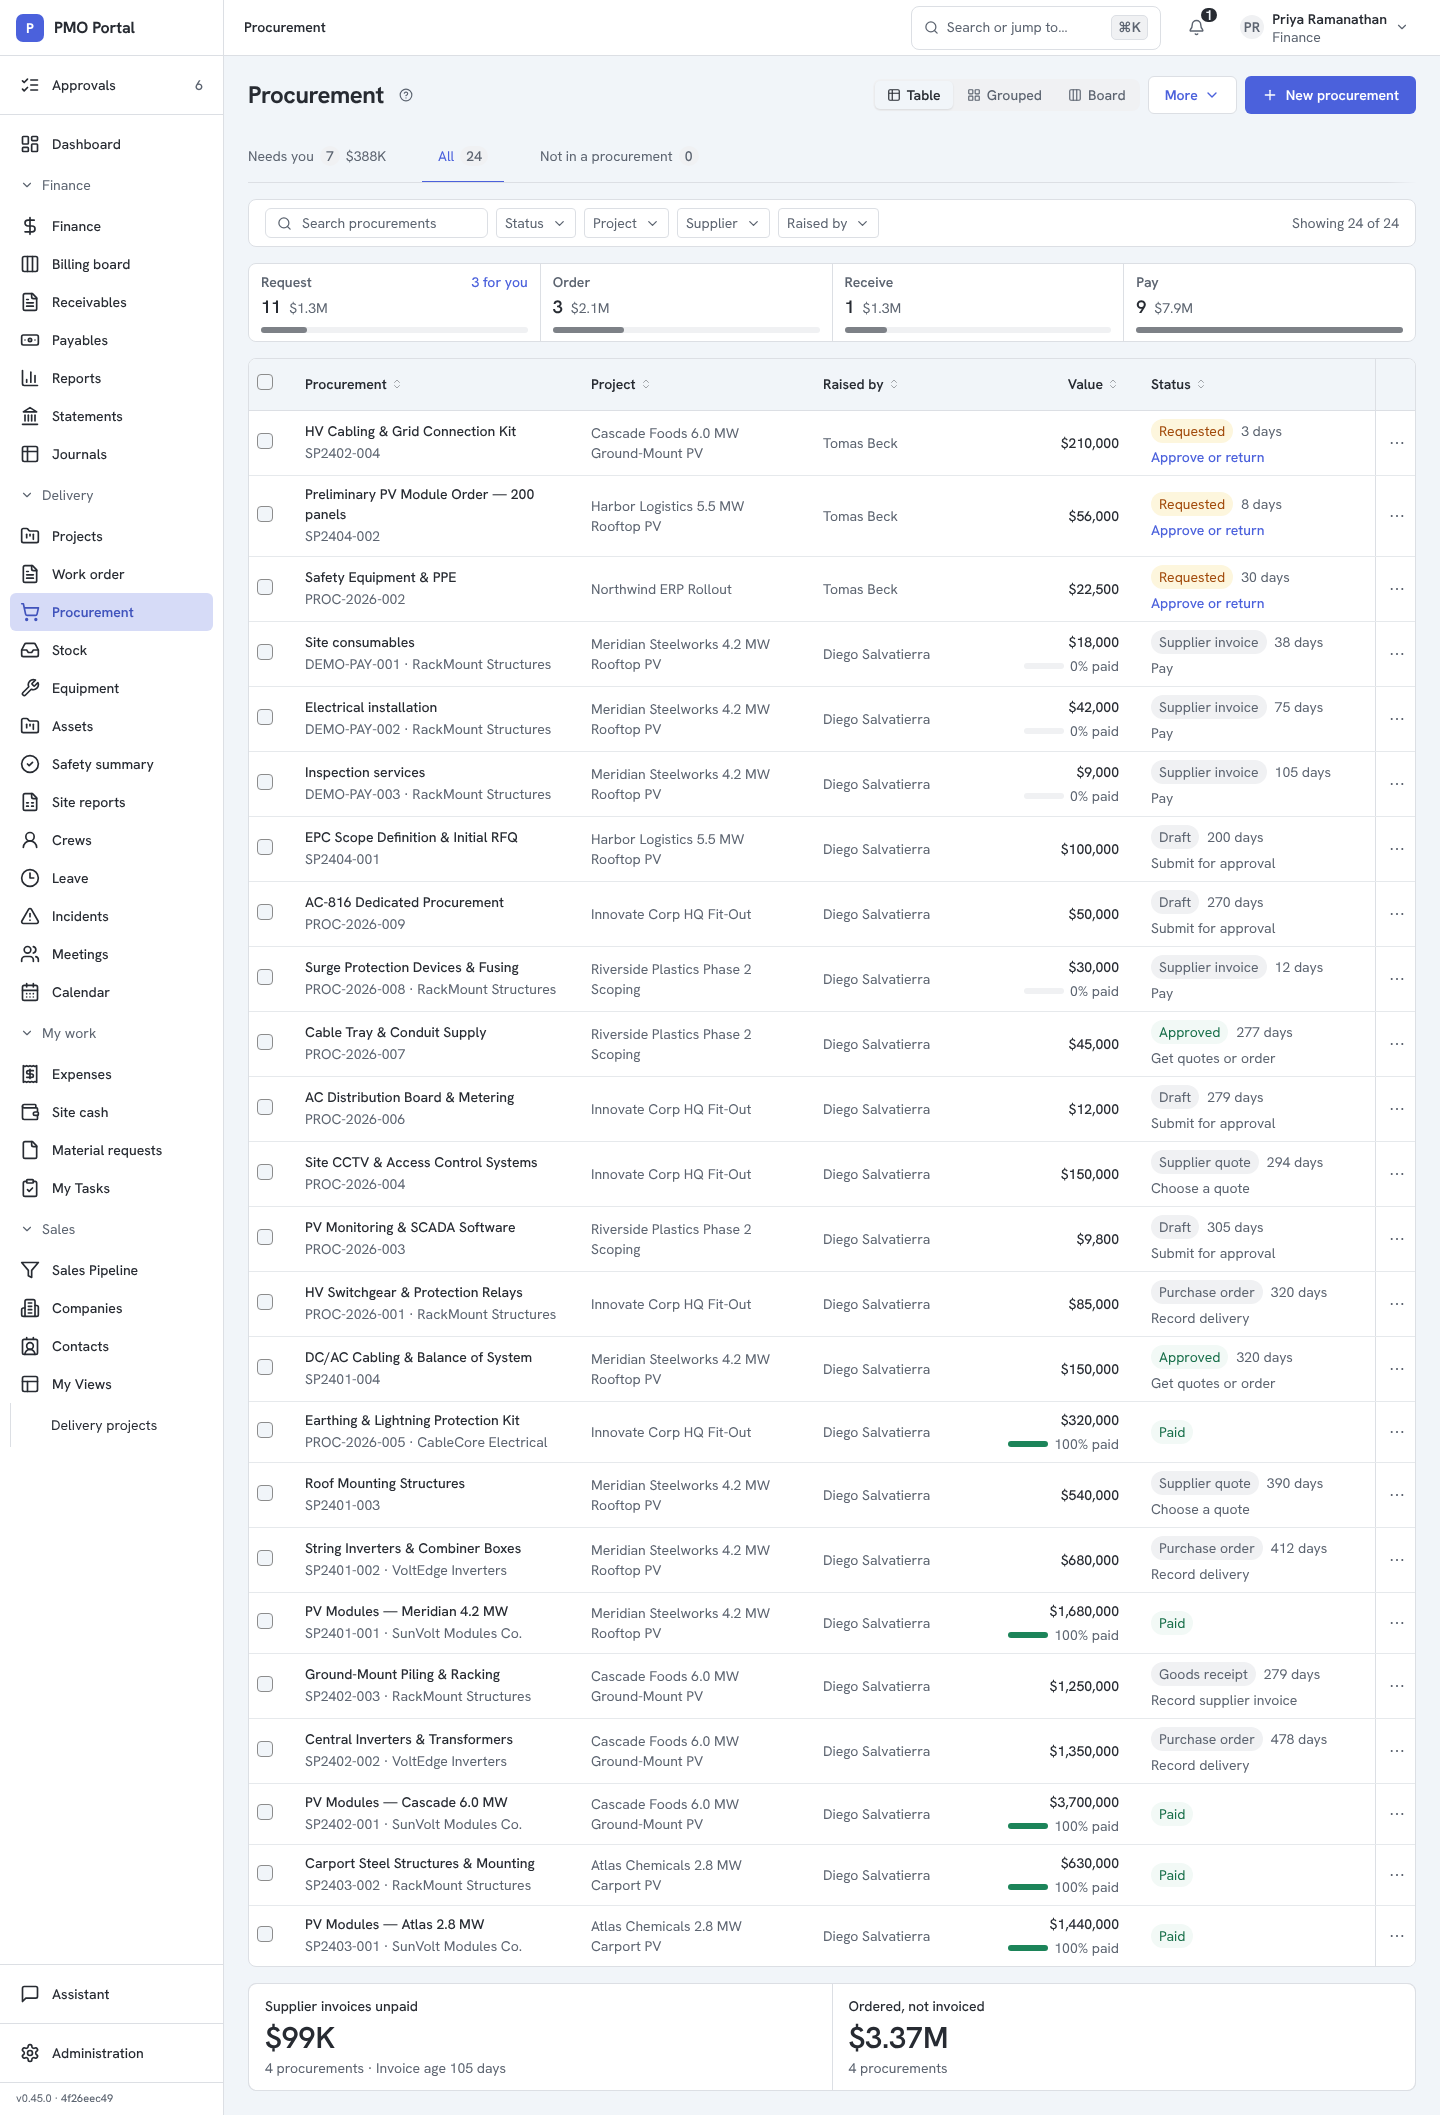 P PMO Portal
Procurement
Search or jump to...
⌘K
1
PR
Priya Ramanathan
Finance
Approvals 6
Dashboard
Finance
Finance
Billing board
Receivables
Payables
Reports
Statements
Journals
Delivery
Projects
Work order
Procurement
Stock
Equipment
Assets
Safety summary
Site reports
Crews
Leave
Incidents
Meetings
Calendar
My work
Expenses
Site cash
Material requests
My Tasks
Sales
Sales Pipeline
Companies
Contacts
My Views
Delivery projects
Assistant
Administration
v0.45.0 · 4f26eec49
Procurement
Table Grouped Board
More
New procurement
Needs you 7 $388K
All 24
Not in a procurement 0
Search procurements
Status Project Supplier Raised by
Showing 24 of 24
Request 3 for you
11 $1.3M
Order
3 $2.1M
Receive
1 $1.3M
Pay
9 $7.9M
Procurement Project Raised by Value Status
HV Cabling & Grid Connection Kit
SP2402-004
Cascade Foods 6.0 MW
Ground-Mount PV
Tomas Beck
$210,000
Requested 3 days
Approve or return
Preliminary PV Module Order — 200
panels
SP2404-002
Harbor Logistics 5.5 MW
Rooftop PV
Tomas Beck
$56,000
Requested 8 days
Approve or return
Safety Equipment & PPE
PROC-2026-002
Northwind ERP Rollout
Tomas Beck
$22,500
Requested 30 days
Approve or return
Site consumables
DEMO-PAY-001 · RackMount Structures
Meridian Steelworks 4.2 MW
Rooftop PV
Diego Salvatierra
$18,000
0% paid
Supplier invoice 38 days
Pay
Electrical installation
DEMO-PAY-002 · RackMount Structures
Meridian Steelworks 4.2 MW
Rooftop PV
Diego Salvatierra
$42,000
0% paid
Supplier invoice 75 days
Pay
Inspection services
DEMO-PAY-003 · RackMount Structures
Meridian Steelworks 4.2 MW
Rooftop PV
Diego Salvatierra
$9,000
0% paid
Supplier invoice 105 days
Pay
EPC Scope Definition & Initial RFQ
SP2404-001
Harbor Logistics 5.5 MW
Rooftop PV
Diego Salvatierra
$100,000
Draft 200 days
Submit for approval
AC-816 Dedicated Procurement
PROC-2026-009
Innovate Corp HQ Fit-Out
Diego Salvatierra
$50,000
Draft 270 days
Submit for approval
Surge Protection Devices & Fusing
PROC-2026-008 · RackMount Structures
Riverside Plastics Phase 2
Scoping
Diego Salvatierra
$30,000
0% paid
Supplier invoice 12 days
Pay
Cable Tray & Conduit Supply
PROC-2026-007
Riverside Plastics Phase 2
Scoping
Diego Salvatierra
$45,000
Approved 277 days
Get quotes or order
AC Distribution Board & Metering
PROC-2026-006
Innovate Corp HQ Fit-Out
Diego Salvatierra
$12,000
Draft 279 days
Submit for approval
Site CCTV & Access Control Systems
PROC-2026-004
Innovate Corp HQ Fit-Out
Diego Salvatierra
$150,000
Supplier quote 294 days
Choose a quote
PV Monitoring & SCADA Software
PROC-2026-003
Riverside Plastics Phase 2
Scoping
Diego Salvatierra
$9,800
Draft 305 days
Submit for approval
HV Switchgear & Protection Relays
PROC-2026-001 · RackMount Structures
Innovate Corp HQ Fit-Out
Diego Salvatierra
$85,000
Purchase order 320 days
Record delivery
DC/AC Cabling & Balance of System
SP2401-004
Meridian Steelworks 4.2 MW
Rooftop PV
Diego Salvatierra
$150,000
Approved 320 days
Get quotes or order
Earthing & Lightning Protection Kit
PROC-2026-005 · CableCore Electrical
Innovate Corp HQ Fit-Out
Diego Salvatierra
$320,000
100% paid
Paid
Roof Mounting Structures
SP2401-003
Meridian Steelworks 4.2 MW
Rooftop PV
Diego Salvatierra
$540,000
Supplier quote 390 days
Choose a quote
String Inverters & Combiner Boxes
SP2401-002 · VoltEdge Inverters
Meridian Steelworks 4.2 MW
Rooftop PV
Diego Salvatierra
$680,000
Purchase order 412 days
Record delivery
PV Modules — Meridian 4.2 MW
SP2401-001 · SunVolt Modules Co.
Meridian Steelworks 4.2 MW
Rooftop PV
Diego Salvatierra
$1,680,000
100% paid
Paid
Ground-Mount Piling & Racking
SP2402-003 · RackMount Structures
Cascade Foods 6.0 MW
Ground-Mount PV
Diego Salvatierra
$1,250,000
Goods receipt 279 days
Record supplier invoice
Central Inverters & Transformers
SP2402-002 · VoltEdge Inverters
Cascade Foods 6.0 MW
Ground-Mount PV
Diego Salvatierra
$1,350,000
Purchase order 478 days
Record delivery
PV Modules — Cascade 6.0 MW
SP2402-001 · SunVolt Modules Co.
Cascade Foods 6.0 MW
Ground-Mount PV
Diego Salvatierra
$3,700,000
100% paid
Paid
Carport Steel Structures & Mounting
SP2403-002 · RackMount Structures
Atlas Chemicals 2.8 MW
Carport PV
Diego Salvatierra
$630,000
100% paid
Paid
PV Modules — Atlas 2.8 MW
SP2403-001 · SunVolt Modules Co.
Atlas Chemicals 2.8 MW
Carport PV
Diego Salvatierra
$1,440,000
100% paid
Paid
Supplier invoices unpaid
$99K
4 procurements · Invoice age 105 days
Ordered, not invoiced
$3.37M
4 procurements